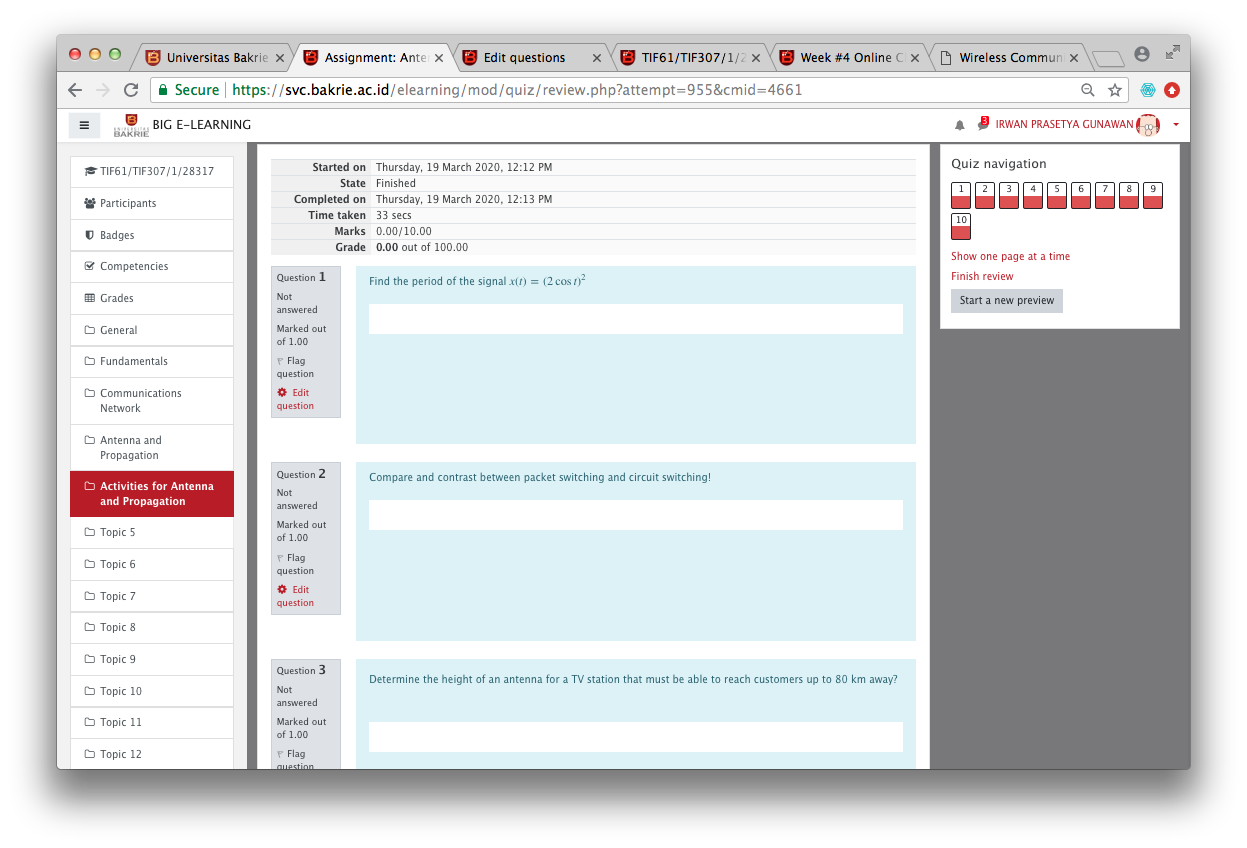 Universitas Bakrie
Assignment: Ante
Edit questions
TIF61/TIF307/1/2
Week #4 Online C
Wireless Commun
Secure
https://svc.bakrie.ac.id/elearning/mod/quiz/review.php?attempt=955&cmid=4661
UNIVERSITAS
BAKRIE
BIG E-LEARNING
3
IRWAN PRASETYA GUNAWAN
TIF61/TIF307/1/28317
Participants
Badges
Competencies
Grades
General
Fundamentals
Communications
Network
Antenna and
Propagation
Activities for Antenna
and Propagation
Topic 5
Topic 6
Topic 7
Topic 8
Topic 9
Topic 10
Topic 11
Topic 12
Started on Thursday, 19 March 2020, 12:12 PM
State Finished
Completed on Thursday, 19 March 2020, 12:13 PM
Time taken 33 secs
Marks 0.00/10.00
Grade 0.00 out of 100.00
Question 1
Not
answered
Marked out
of 1.00
Flag
question
Edit
question
Find the period of the signal x(t) = (2 cos t)²
Question 2
Not
answered
Marked out
of 1.00
Flag
question
Edit
question
Compare and contrast between packet switching and circuit switching!
Question 3
Not
answered
Marked out
of 1.00
Flag
question
Determine the height of an antenna for a TV station that must be able to reach customers up to 80 km away?
Quiz navigation
1 2 3 4 5 6 7 8 9
10
Show one page at a time
Finish review
Start a new preview